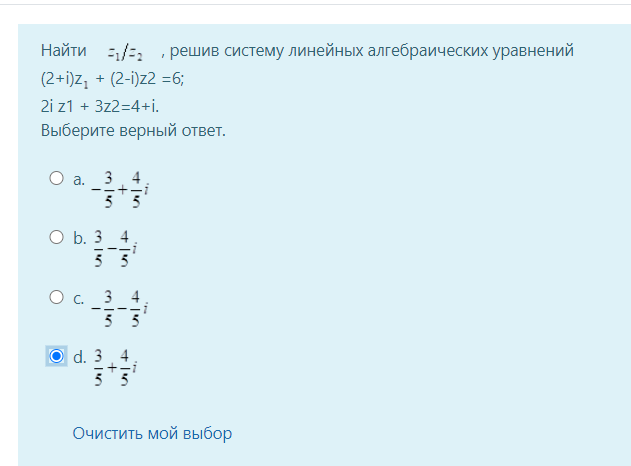 Найти z₁/z₂ , решив систему линейных алгебраических уравнений
(2+i)z₁ + (2-i)z2 =6;
2i z1 + 3z2=4+i.
Выберите верный ответ.
a. −3/5+4/5i
b. 3/5−4/5i
c. −3/5−4/5i
d. 3/5+4/5i
Очистить мой выбор